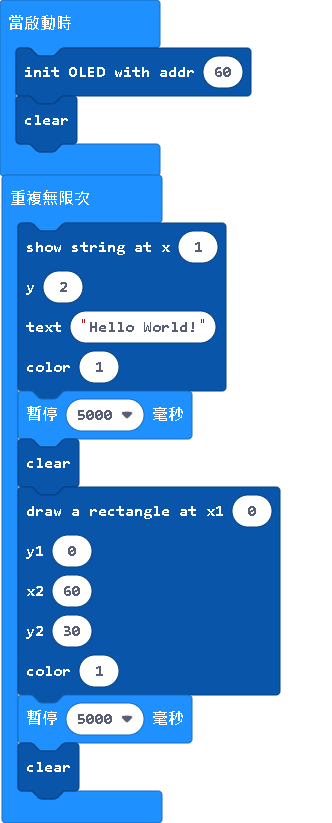 當啟動時
init OLED with addr 60
clear
重複無限次
show string at x 1
y 2
text "Hello World!"
color 1
暫停 5000 毫秒
clear
draw a rectangle at x1 0
y1 0
x2 60
y2 30
color 1
暫停 5000 毫秒
clear